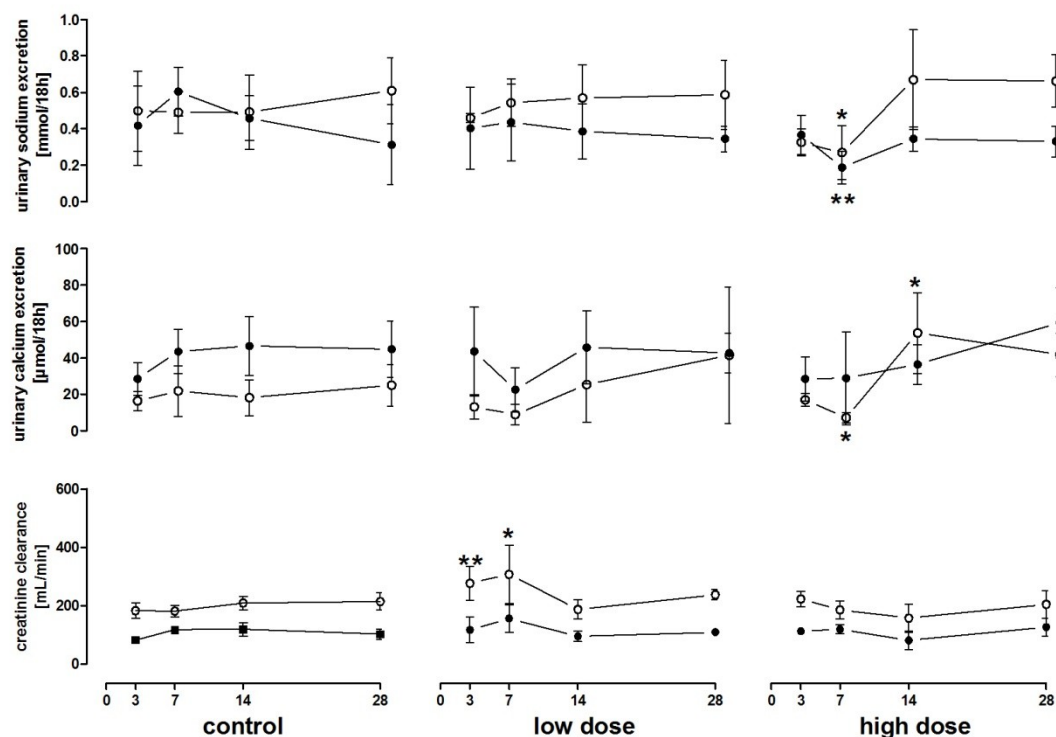 urinary sodium excretion
[mmol/18h]
1.0
0.8
0.6
0.4
0.2
0.0
*
**
urinary calcium excretion
[µmol/18h]
100
80
60
40
20
0
*
*
creatinine clearance
[mL/min]
600
400
200
0
**
*
0 3 7 14 28
0 3 7 14 28
0 3 7 14 28
control
low dose
high dose